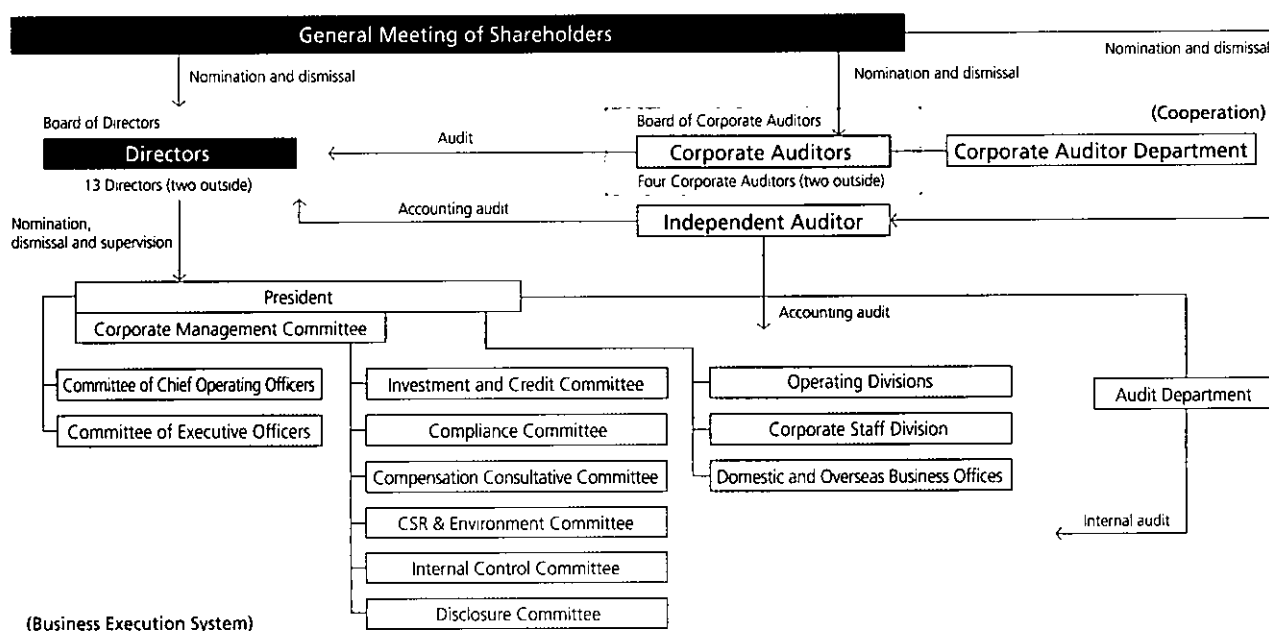 General Meeting of Shareholders
Nomination and dismissal
Nomination and dismissal
Nomination and dismissal
(Cooperation)
Board of Directors
Directors
13 Directors (two outside)
Audit
Board of Corporate Auditors
Corporate Auditors
Four Corporate Auditors (two outside)
Corporate Auditor Department
Accounting audit
Independent Auditor
Nomination,
dismissal and supervision
President
Corporate Management Committee
Accounting audit
Committee of Chief Operating Officers
Committee of Executive Officers
Investment and Credit Committee
Compliance Committee
Compensation Consultative Committee
CSR & Environment Committee
Internal Control Committee
Disclosure Committee
Operating Divisions
Corporate Staff Division
Domestic and Overseas Business Offices
Audit Department
Internal audit
(Business Execution System)